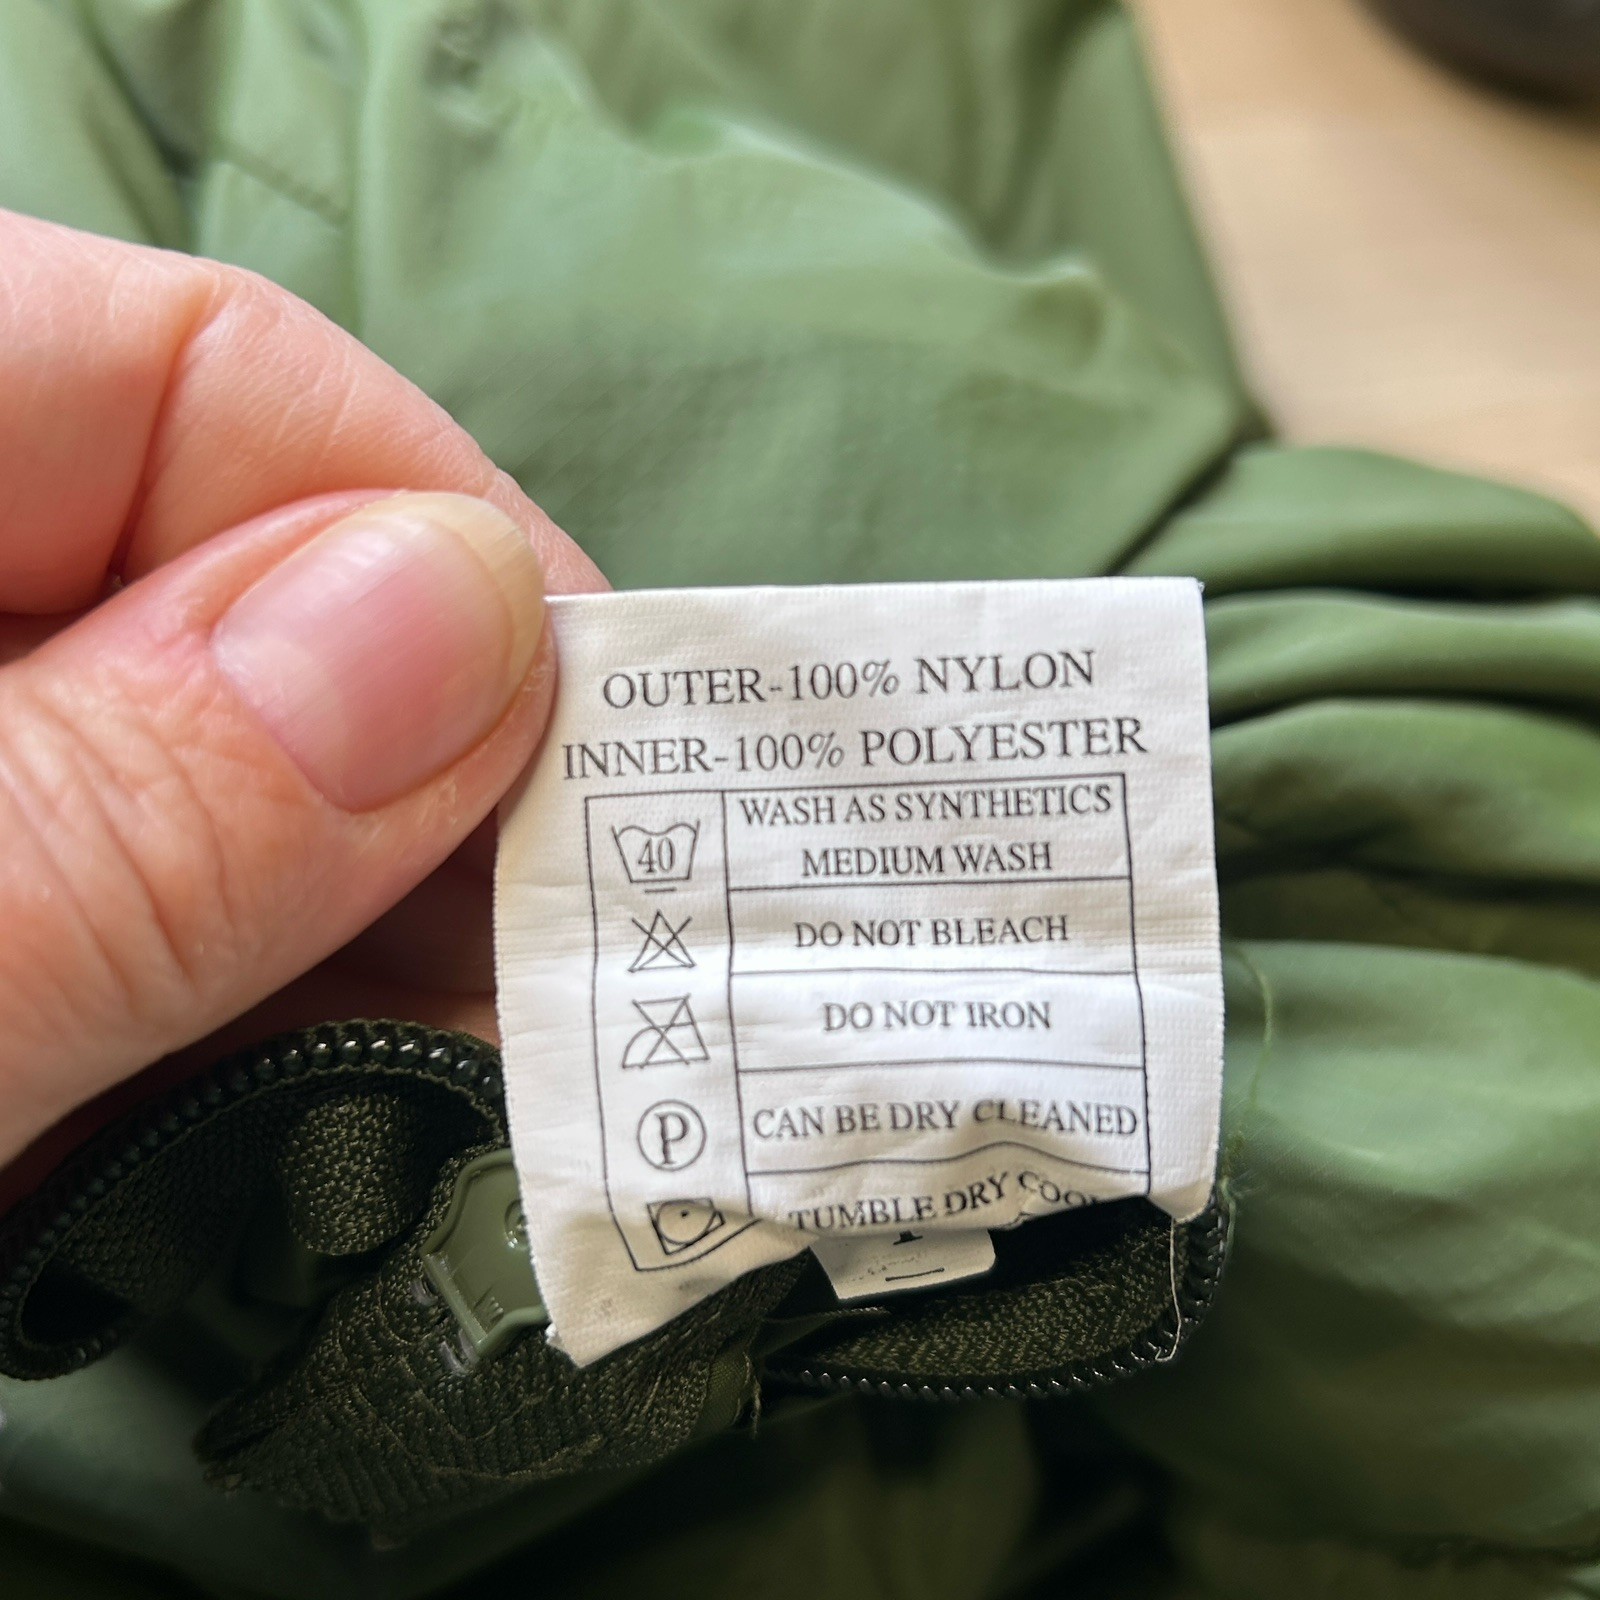 OUTER-100% NYLON
INNER-100% POLYESTER
40
WASH AS SYNTHETICS
MEDIUM WASH
DO NOT BLEACH
DO NOT IRON
P
CAN BE DRY CLEANED
TUMBLE DRY COOL